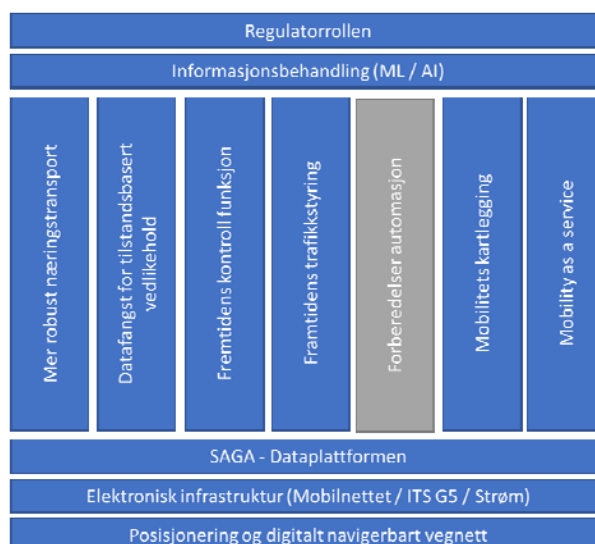 Regulatorrollen
Informasjonsbehandling (ML / AI)
Mer robust næringstransport
Datafangst for tilstandsbasert
vedlikehold
Fremtidens kontroll funksjon
Framtidens trafikkstyring
Forberedelser automasjon
Mobilitets kartlegging
Mobility as a service
SAGA - Dataplattformen
Elektronisk infrastruktur (Mobilnettet / ITS G5 / Strøm)
Posisjonering og digitalt navigerbart vegnett